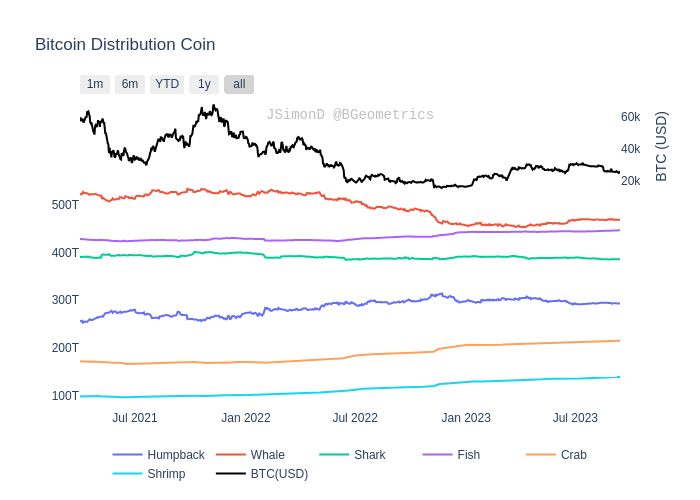 Bitcoin Distribution Coin
1m 6m YTD 1y all
JSimonD @BGeometrics
60k
40k
20k
BTC (USD)
500T
400T
300T
200T
100T
Jul 2021 Jan 2022 Jul 2022 Jan 2023 Jul 2023
Humpback Whale Shark Fish Crab
Shrimp BTC(USD)